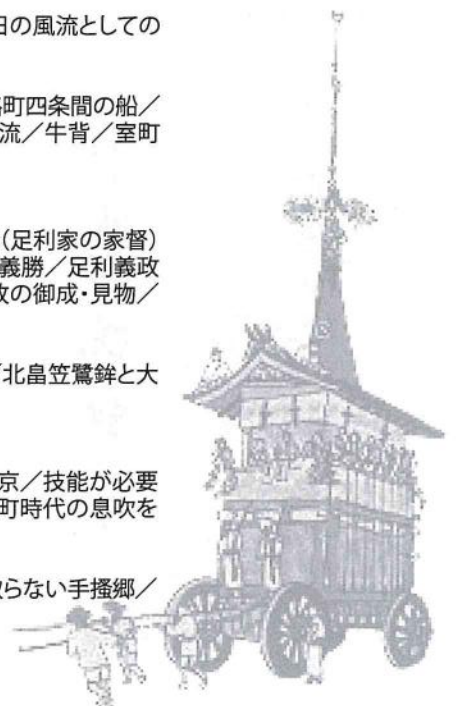 日の風流としての
町四条間の船／
流／牛背／室町
（足利家の家督）
義勝／足利義政
政の御成・見物／
北畠笠鷺鉾と大
京／技能が必要
町時代の息吹を
らない手搔郷／